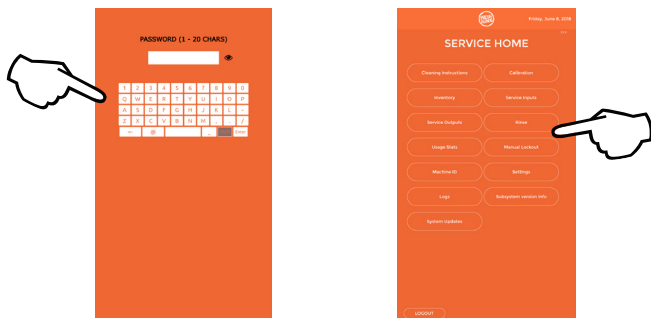 PASSWORD (1 - 20 CHARS)
1 2 3 4 5 6 7 8 9 0
Q W E R T Y U I O P
A S D F G H J K L -
Z X C V B N M , . /
@ _ Enter
Friday, June 8, 2018
SERVICE HOME
Cleaning Instructions Calibration
Inventory Service Inputs
Service Outputs Rinse
Usage Stats Manual Lockout
Machine ID Settings
Logs Subsystem version info
System Updates
LOGOUT